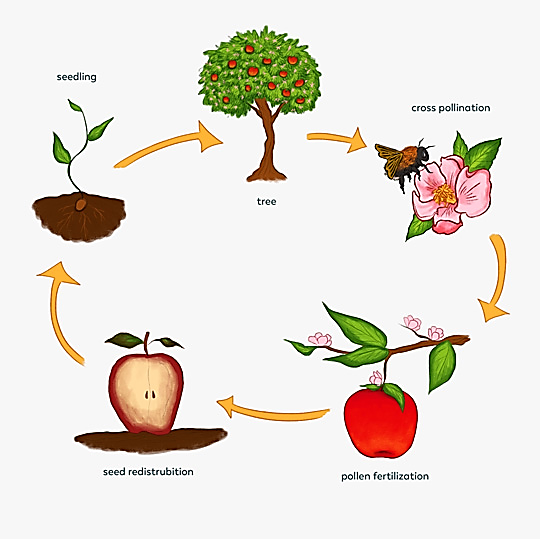 seedling
tree
cross pollination
pollen fertilization
seed redistrubition